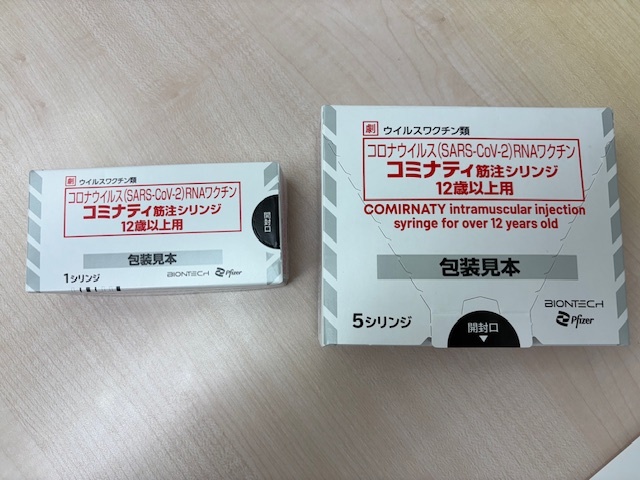 劇 ウイルスワクチン類
コロナウイルス(SARS-CoV-2)RNAワクチン
コミナティ筋注シリンジ
12歳以上用
開封口
包装見本
1シリンジ
BIONTECH Pfizer
劇 ウイルスワクチン類
コロナウイルス(SARS-CoV-2)RNAワクチン
コミナティ筋注シリンジ
12歳以上用
COMIRNATY intramuscular injection
syringe for over 12 years old
包装見本
5シリンジ
開封口
BIONTECH
Pfizer